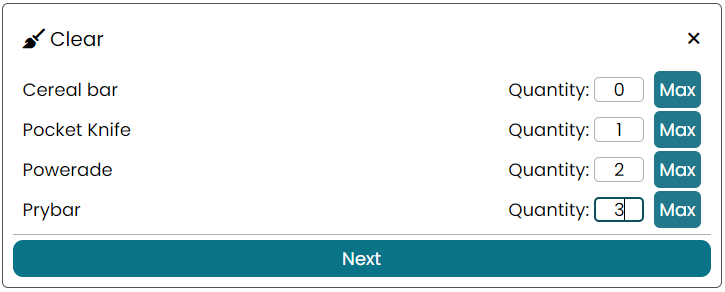 Clear ×
Cereal bar Quantity: 0 Max
Pocket Knife Quantity: 1 Max
Powerade Quantity: 2 Max
Prybar Quantity: 3 Max
Next